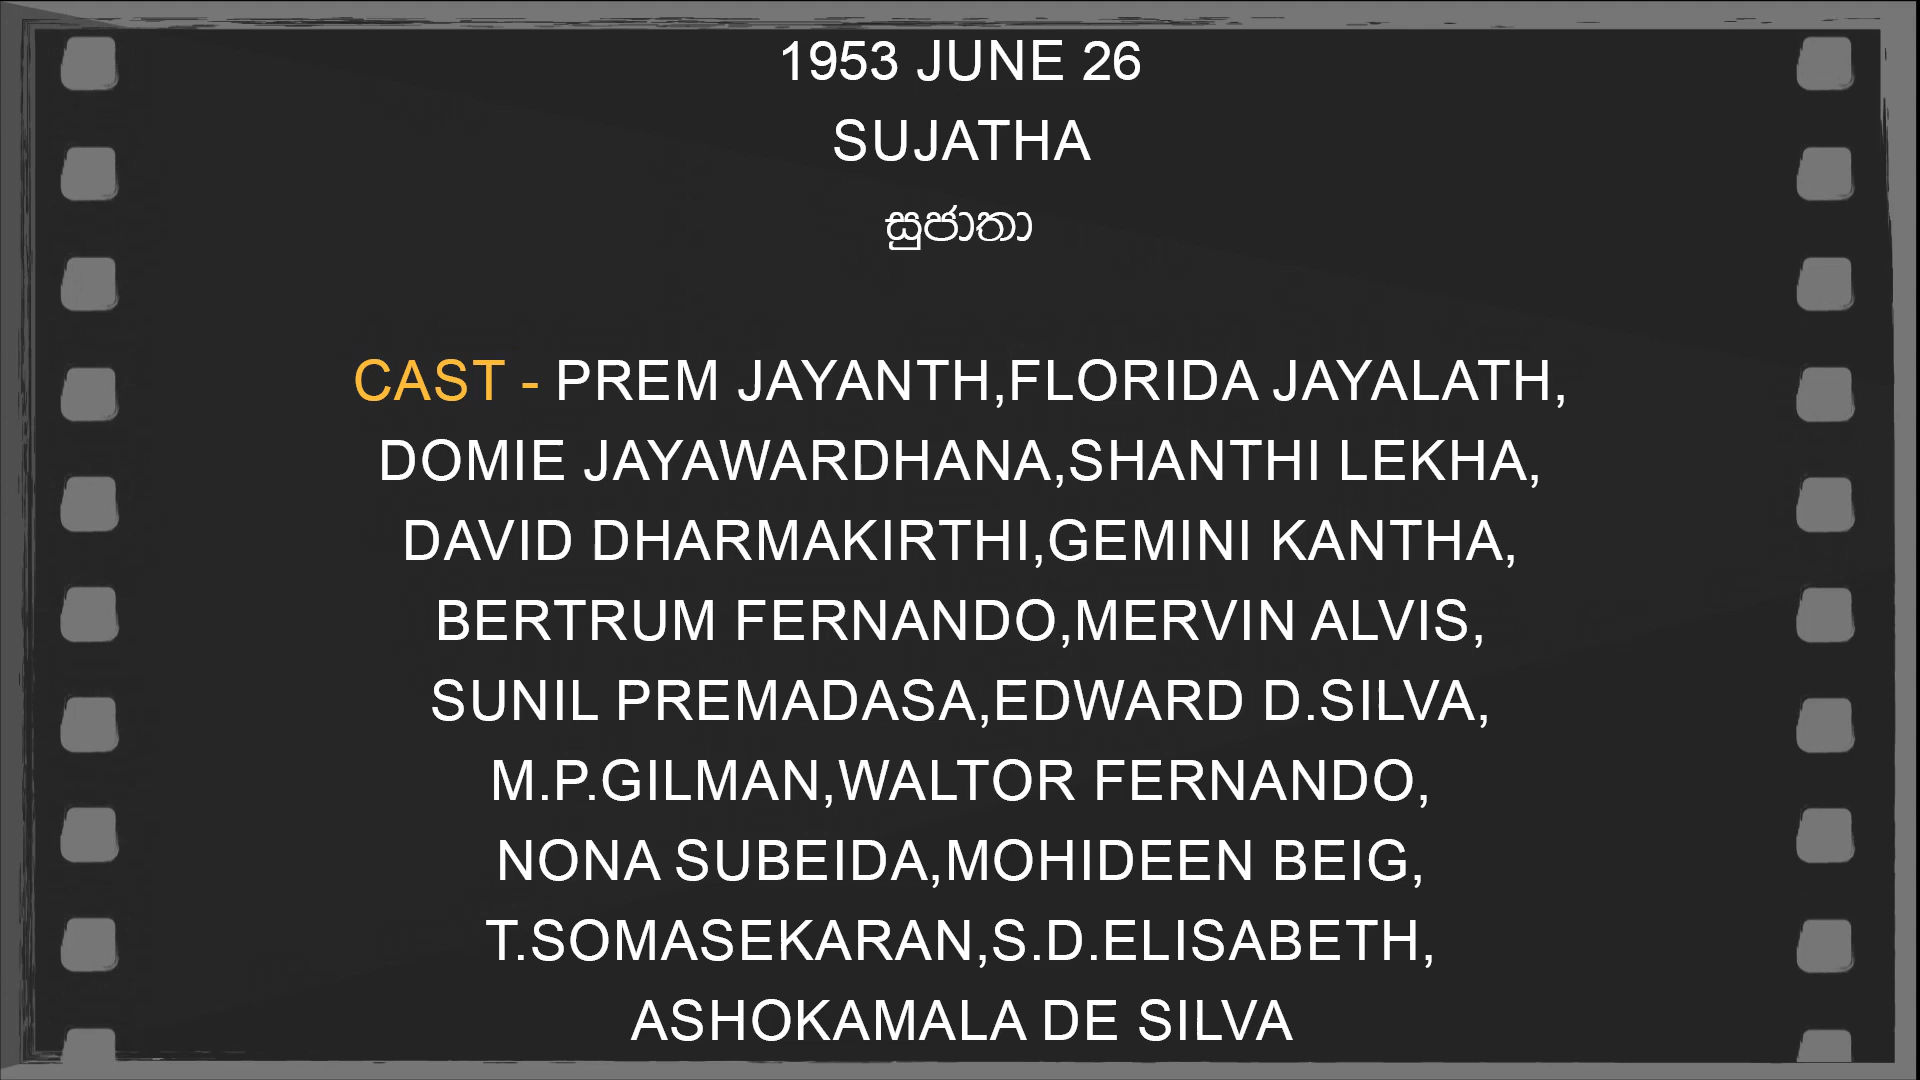 1953 JUNE 26
SUJATHA
සුජාතා
CAST - PREM JAYANTH,FLORIDA JAYALATH,
DOMIE JAYAWARDHANA,SHANTHI LEKHA,
DAVID DHARMAKIRTHI,GEMINI KANTHA,
BERTRUM FERNANDO,MERVIN ALVIS,
SUNIL PREMADASA,EDWARD D.SILVA,
M.P.GILMAN,WALTOR FERNANDO,
NONA SUBEIDA,MOHIDEEN BEIG,
T.SOMASEKARAN,S.D.ELISABETH,
ASHOKAMALA DE SILVA